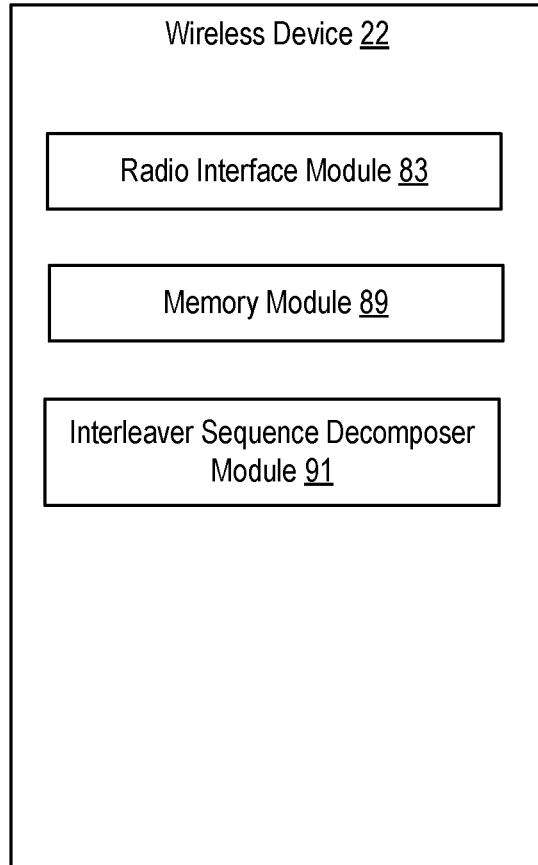 Wireless Device 22
Radio Interface Module 83
Memory Module 89
Interleaver Sequence Decomposer
Module 91